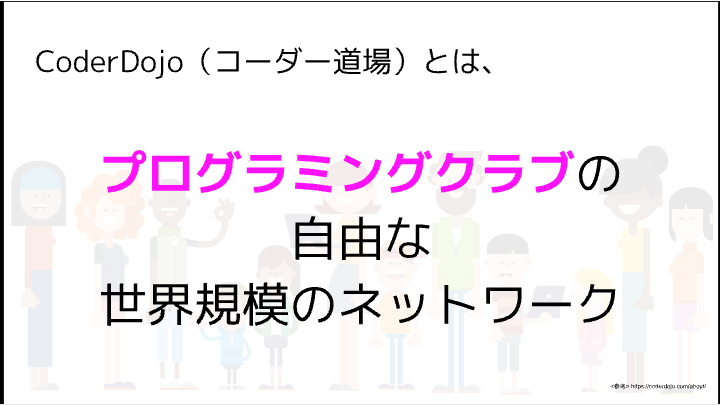 CoderDojo（コーダー道場）とは、
プログラミングクラブの
自由な
世界規模のネットワーク
<参考> https://coderdojo.com/about/